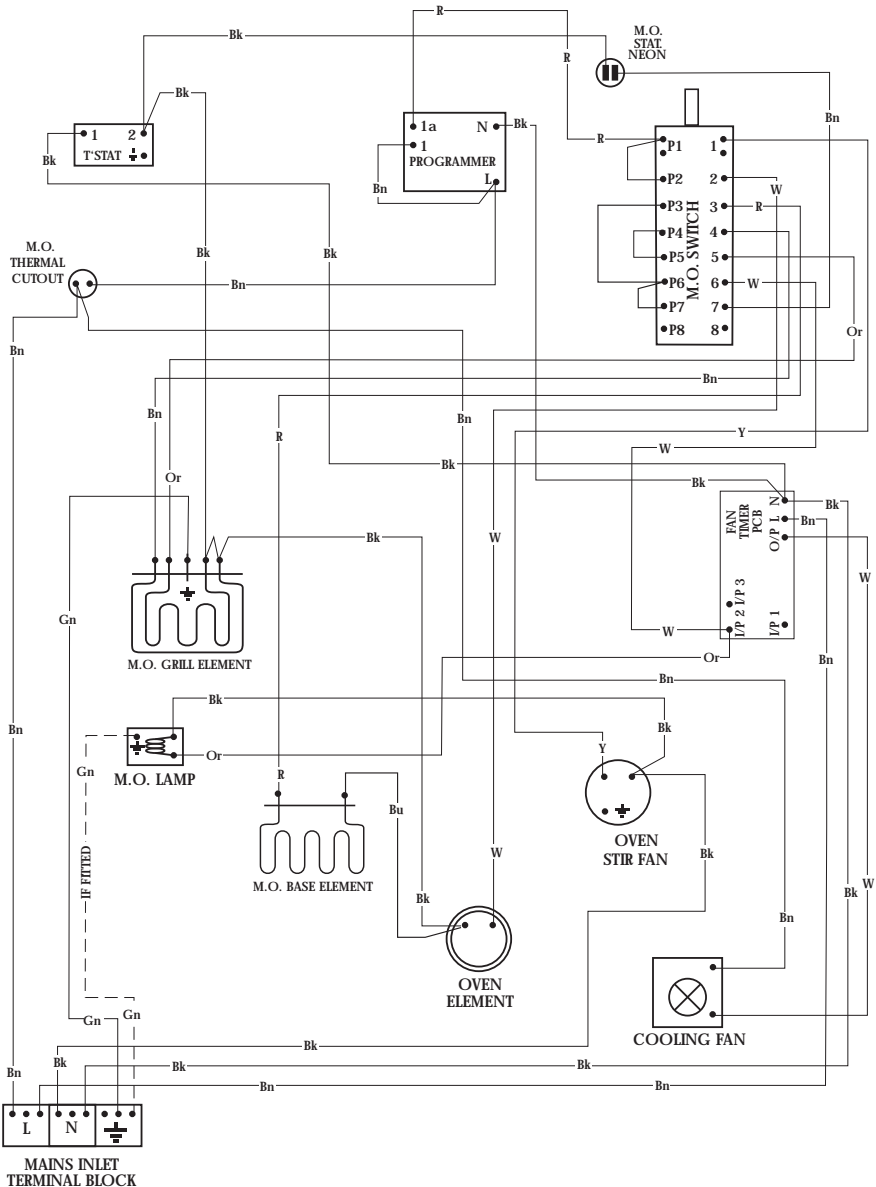 R
Bk
M.O.
STAT.
NEON
R
Bk
Bn
1a
N
Bk
1 2
T'STAT
1
PROGRAMMER
L
R
P1 1
P2 2
W
P3 3 R
P4 4
P5 5
P6 6 W
P7 7
P8 8
M.O. SWITCH
Bk
Bn
M.O.
THERMAL
CUTOUT
Bk
Bk
Bn
Or
Bn
Bn
Bn
Bn
R
Y
W
Or
Bk
Bk
N
L
O/P
FAN
TIMER
PCB
Bk
Bn
W
Bk
W
I/P 3
I/P 2
I/P 1
Gn
W
Or
Bn
Bn
M.O. GRILL ELEMENT
Bk
Bk
Bn
Or
Y
Gn
M.O. LAMP
R
Bu
OVEN
STIR FAN
IF FITTED
W
Bk
M.O. BASE ELEMENT
W
Bk
Bk
Bn
OVEN
ELEMENT
Gn
Gn
COOLING FAN
Bk
Bk
Bk
Bk
Bn
Bn
Bn
L
N
MAINS INLET
TERMINAL BLOCK